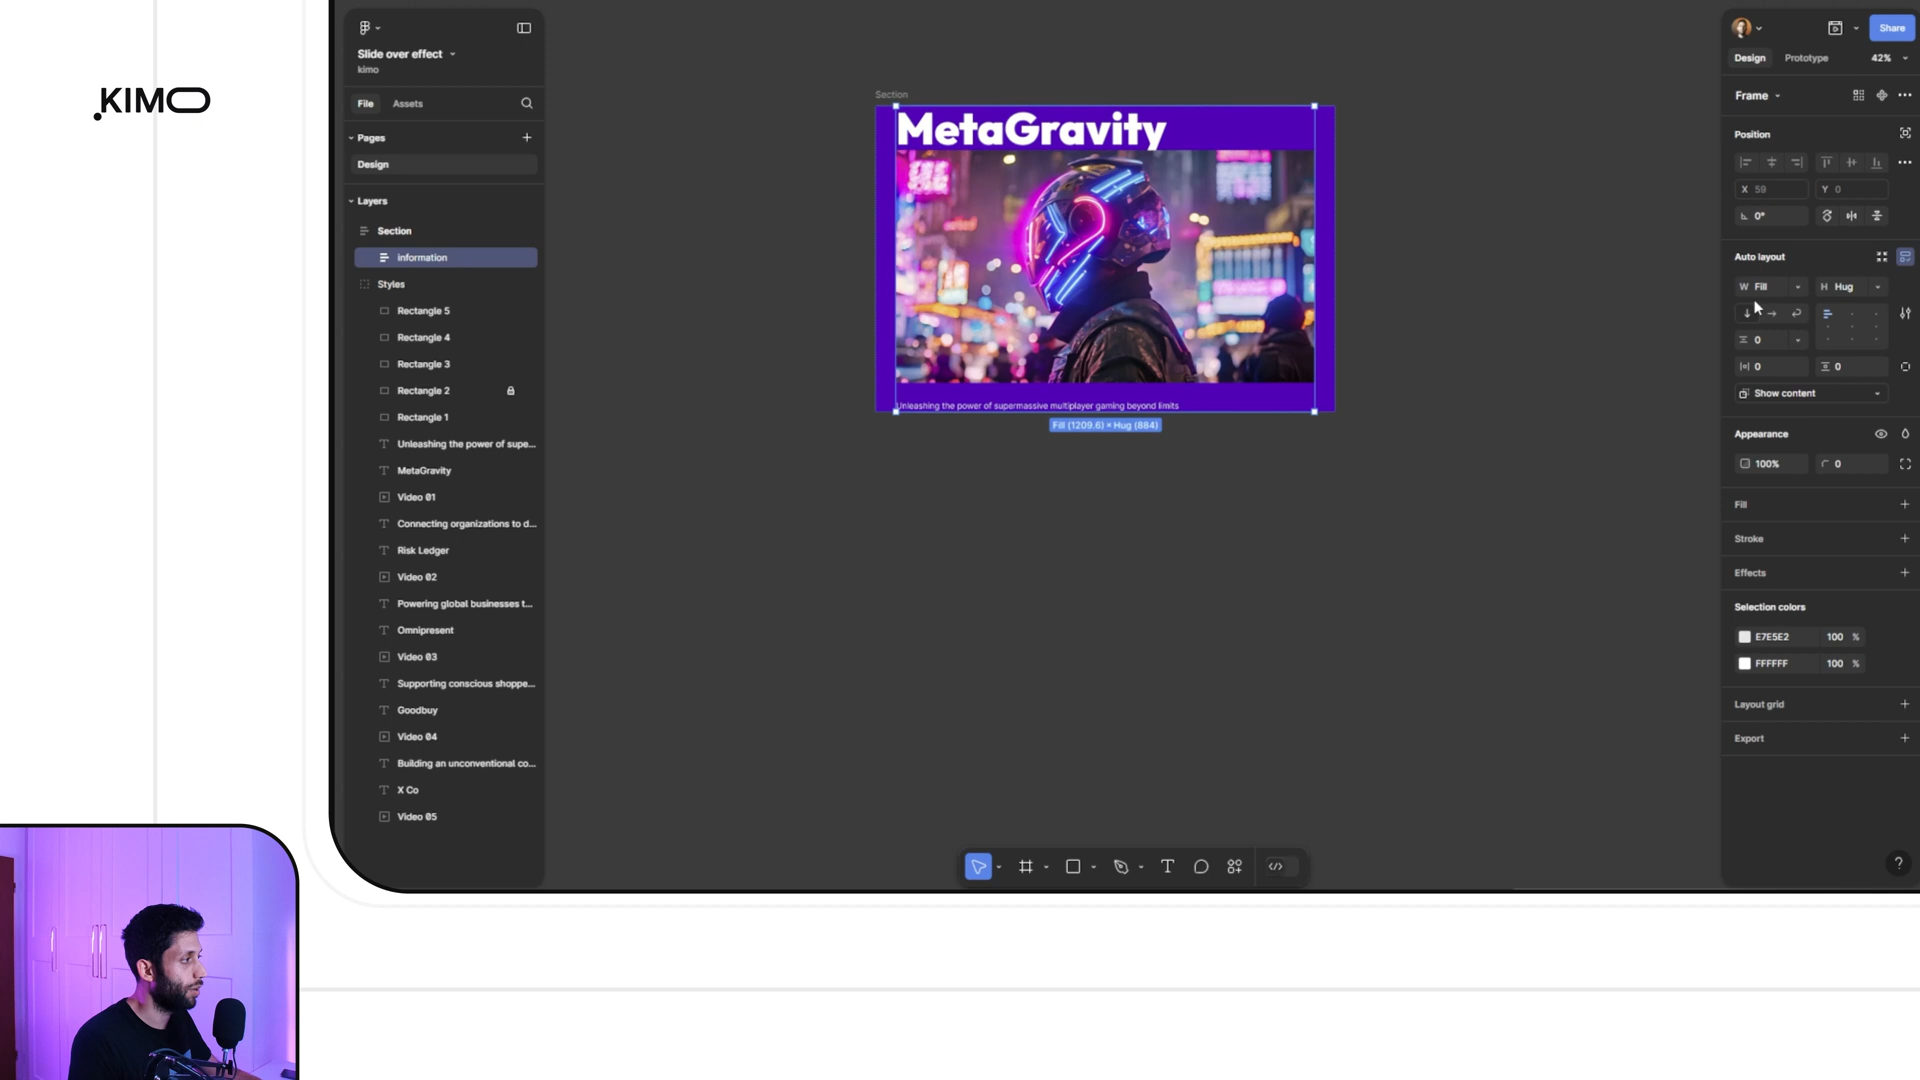 .KIMO
Slide over effect
kimo
File
Assets
Pages
Design
Layers
Section
information
Styles
Rectangle 5
Rectangle 4
Rectangle 3
Rectangle 2
Rectangle 1
Unleashing the power of supe...
MetaGravity
Video 01
Connecting organizations to d...
Risk Ledger
Video 02
Powering global businesses t...
Omnipresent
Video 03
Supporting conscious shoppe...
Goodbuy
Video 04
Building an unconventional co...
X Co
Video 05
Section
MetaGravity
Unleashing the power of supermassive multiplayer gaming beyond limits
Fill (1209.6) × Hug (884)
Share
Design
Prototype
42%
Frame
Position
X 59
Y 0
0°
Auto layout
W Fill
H Hug
0
0
0
Show content
Appearance
100%
0
Fill
Stroke
Effects
Selection colors
E7E5E2 100 %
FFFFFF 100 %
Layout grid
Export
?